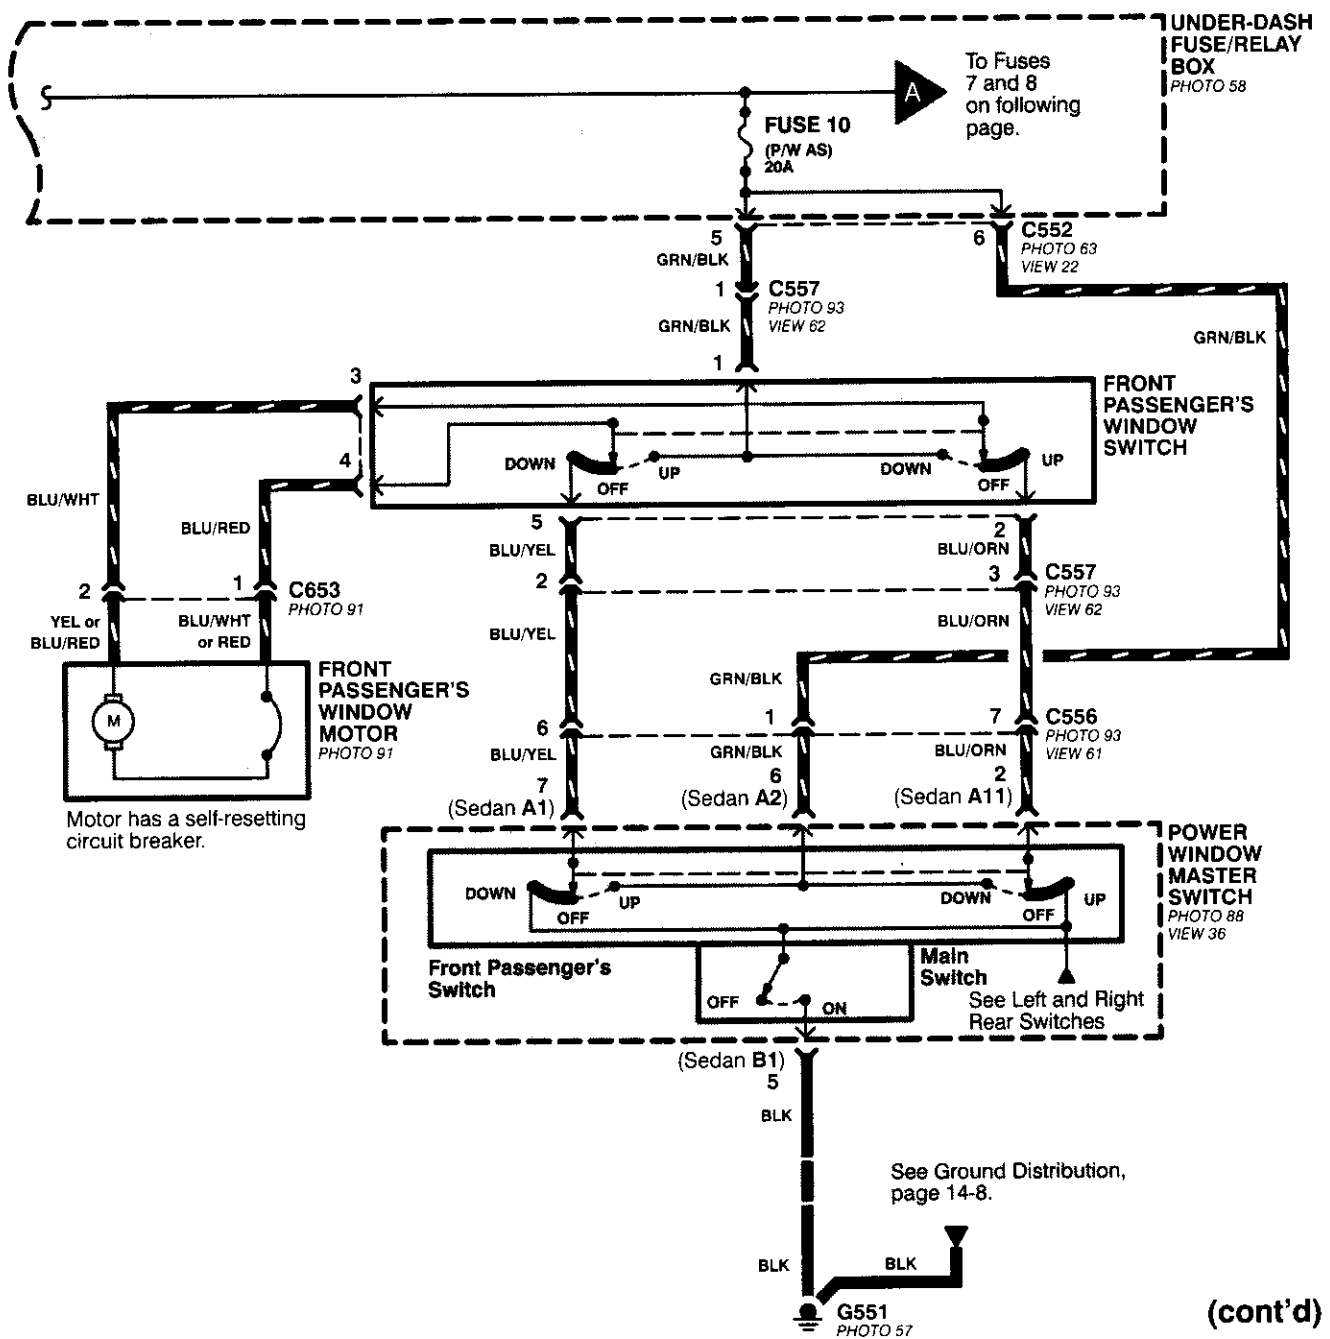 UNDER-DASH
FUSE/RELAY
BOX
PHOTO 58
To Fuses
7 and 8
on following
page.
A
FUSE 10
(P/W AS)
20A
5
6
C552
PHOTO 63
VIEW 22
GRN/BLK
1
C557
PHOTO 93
VIEW 62
GRN/BLK
GRN/BLK
1
3
FRONT
PASSENGER'S
WINDOW
SWITCH
4
DOWN
UP
OFF
DOWN
UP
OFF
BLU/WHT
BLU/RED
5
2
BLU/YEL
BLU/ORN
2
1
C653
PHOTO 91
2
3
C557
PHOTO 93
VIEW 62
YEL or
BLU/RED
BLU/WHT
or RED
BLU/YEL
BLU/ORN
FRONT
PASSENGER'S
WINDOW
MOTOR
PHOTO 91
M
GRN/BLK
6
1
7
C556
PHOTO 93
VIEW 61
BLU/YEL
GRN/BLK
BLU/ORN
7
(Sedan A1)
6
(Sedan A2)
2
(Sedan A11)
Motor has a self-resetting
circuit breaker.
POWER
WINDOW
MASTER
SWITCH
PHOTO 88
VIEW 36
DOWN
OFF
UP
DOWN
OFF
UP
Front Passenger's
Switch
Main
Switch
OFF
ON
See Left and Right
Rear Switches
(Sedan B1)
5
BLK
See Ground Distribution,
page 14-8.
BLK
BLK
G551
PHOTO 57
(cont'd)